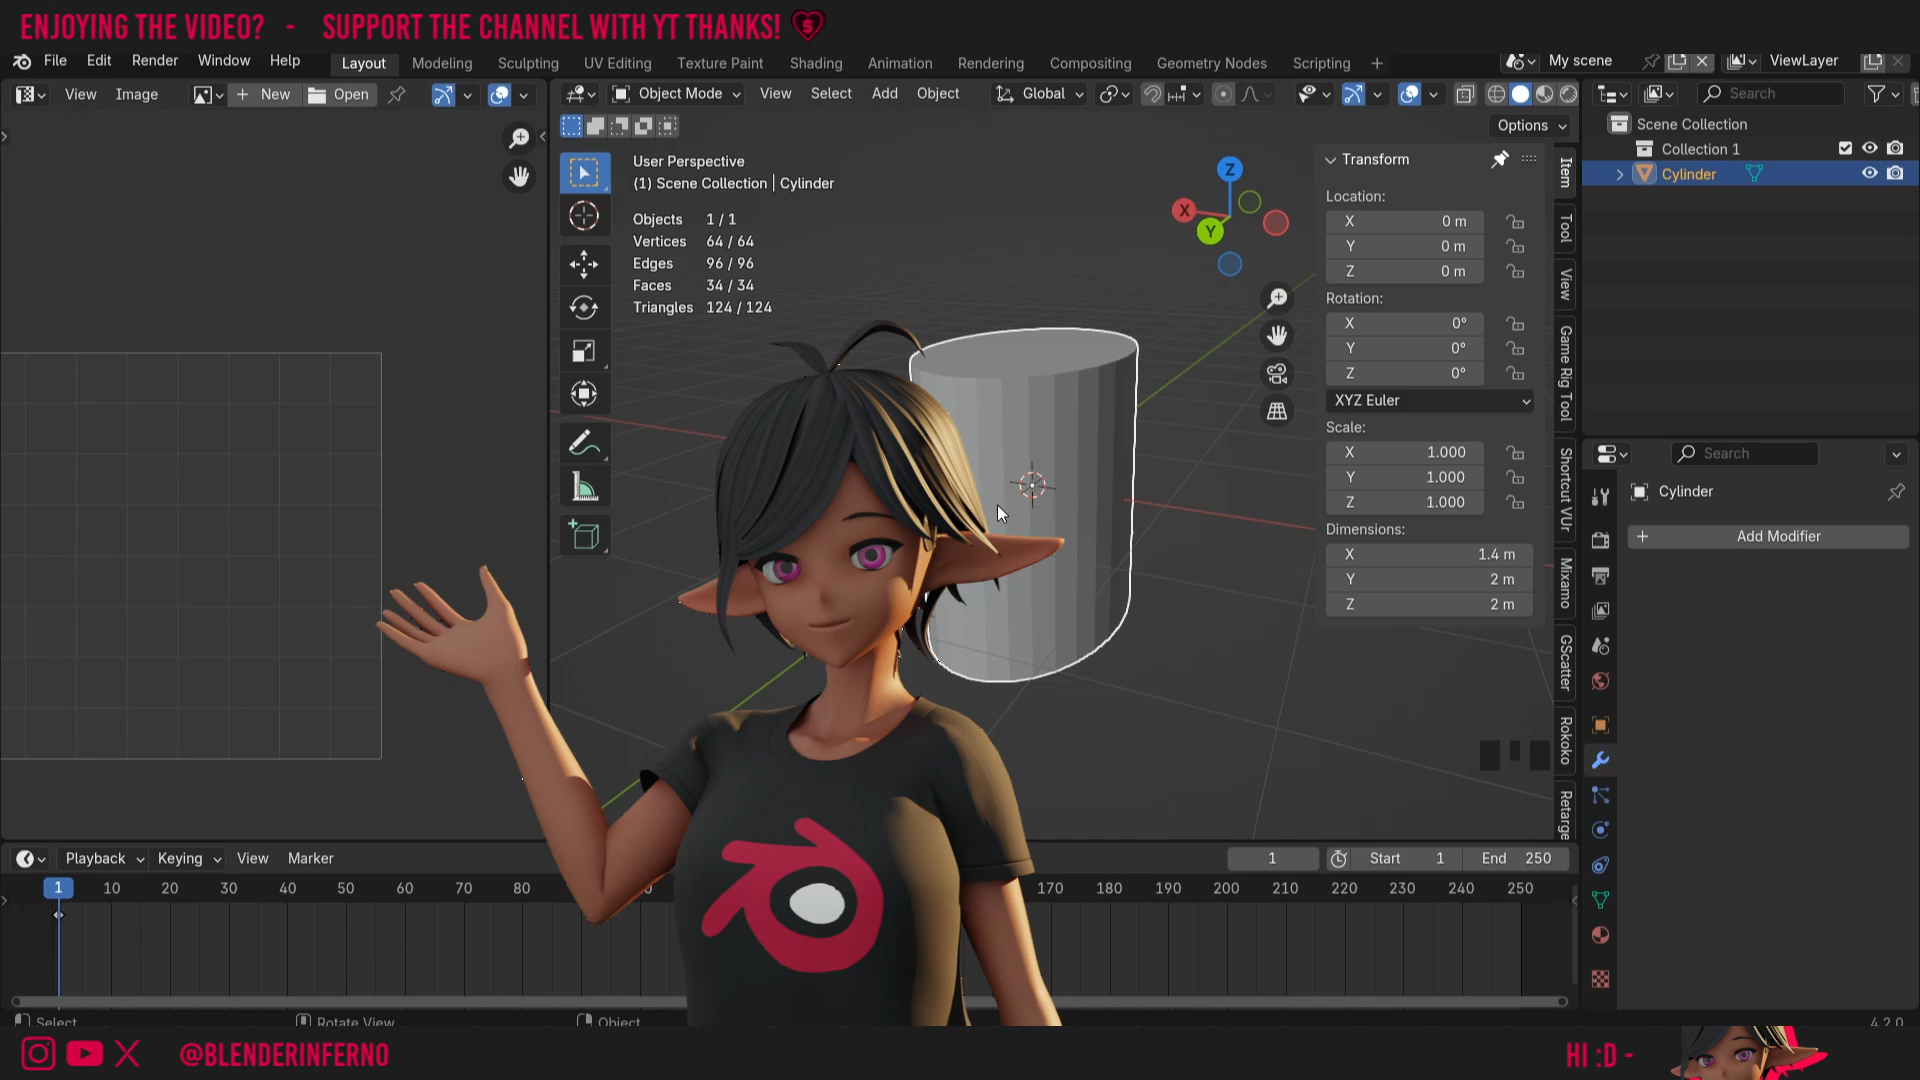 ENJOYING THE VIDEO? - SUPPORT THE CHANNEL WITH YT THANKS! $
File Edit Render Window Help Layout Modeling Sculpting UV Editing Texture Paint Shading Animation Rendering Compositing Geometry Nodes Scripting + My scene ViewLayer
View Image New Open Object Mode View Select Add Object Global Search
Options
User Perspective
(1) Scene Collection | Cylinder
Objects 1 / 1
Vertices 64 / 64
Edges 96 / 96
Faces 34 / 34
Triangles 124 / 124
Z
X
Y
Transform
Location:
X 0 m
Y 0 m
Z 0 m
Rotation:
X 0°
Y 0°
Z 0°
XYZ Euler
Scale:
X 1.000
Y 1.000
Z 1.000
Dimensions:
X 1.4 m
Y 2 m
Z 2 m
Item
Tool
View
Game Rig Tool
Shortcut VUr
Mixamo
GScatter
Rokoko
Retarge
Scene Collection
Collection 1
Cylinder
Search
Cylinder
Add Modifier
Playback Keying View Marker 1 Start 1 End 250
1 10 20 30 40 50 60 70 80 170 180 190 200 210 220 230 240 250
Select Rotate View Object 4.2.0
@BLENDERINFERNO
HI :D -